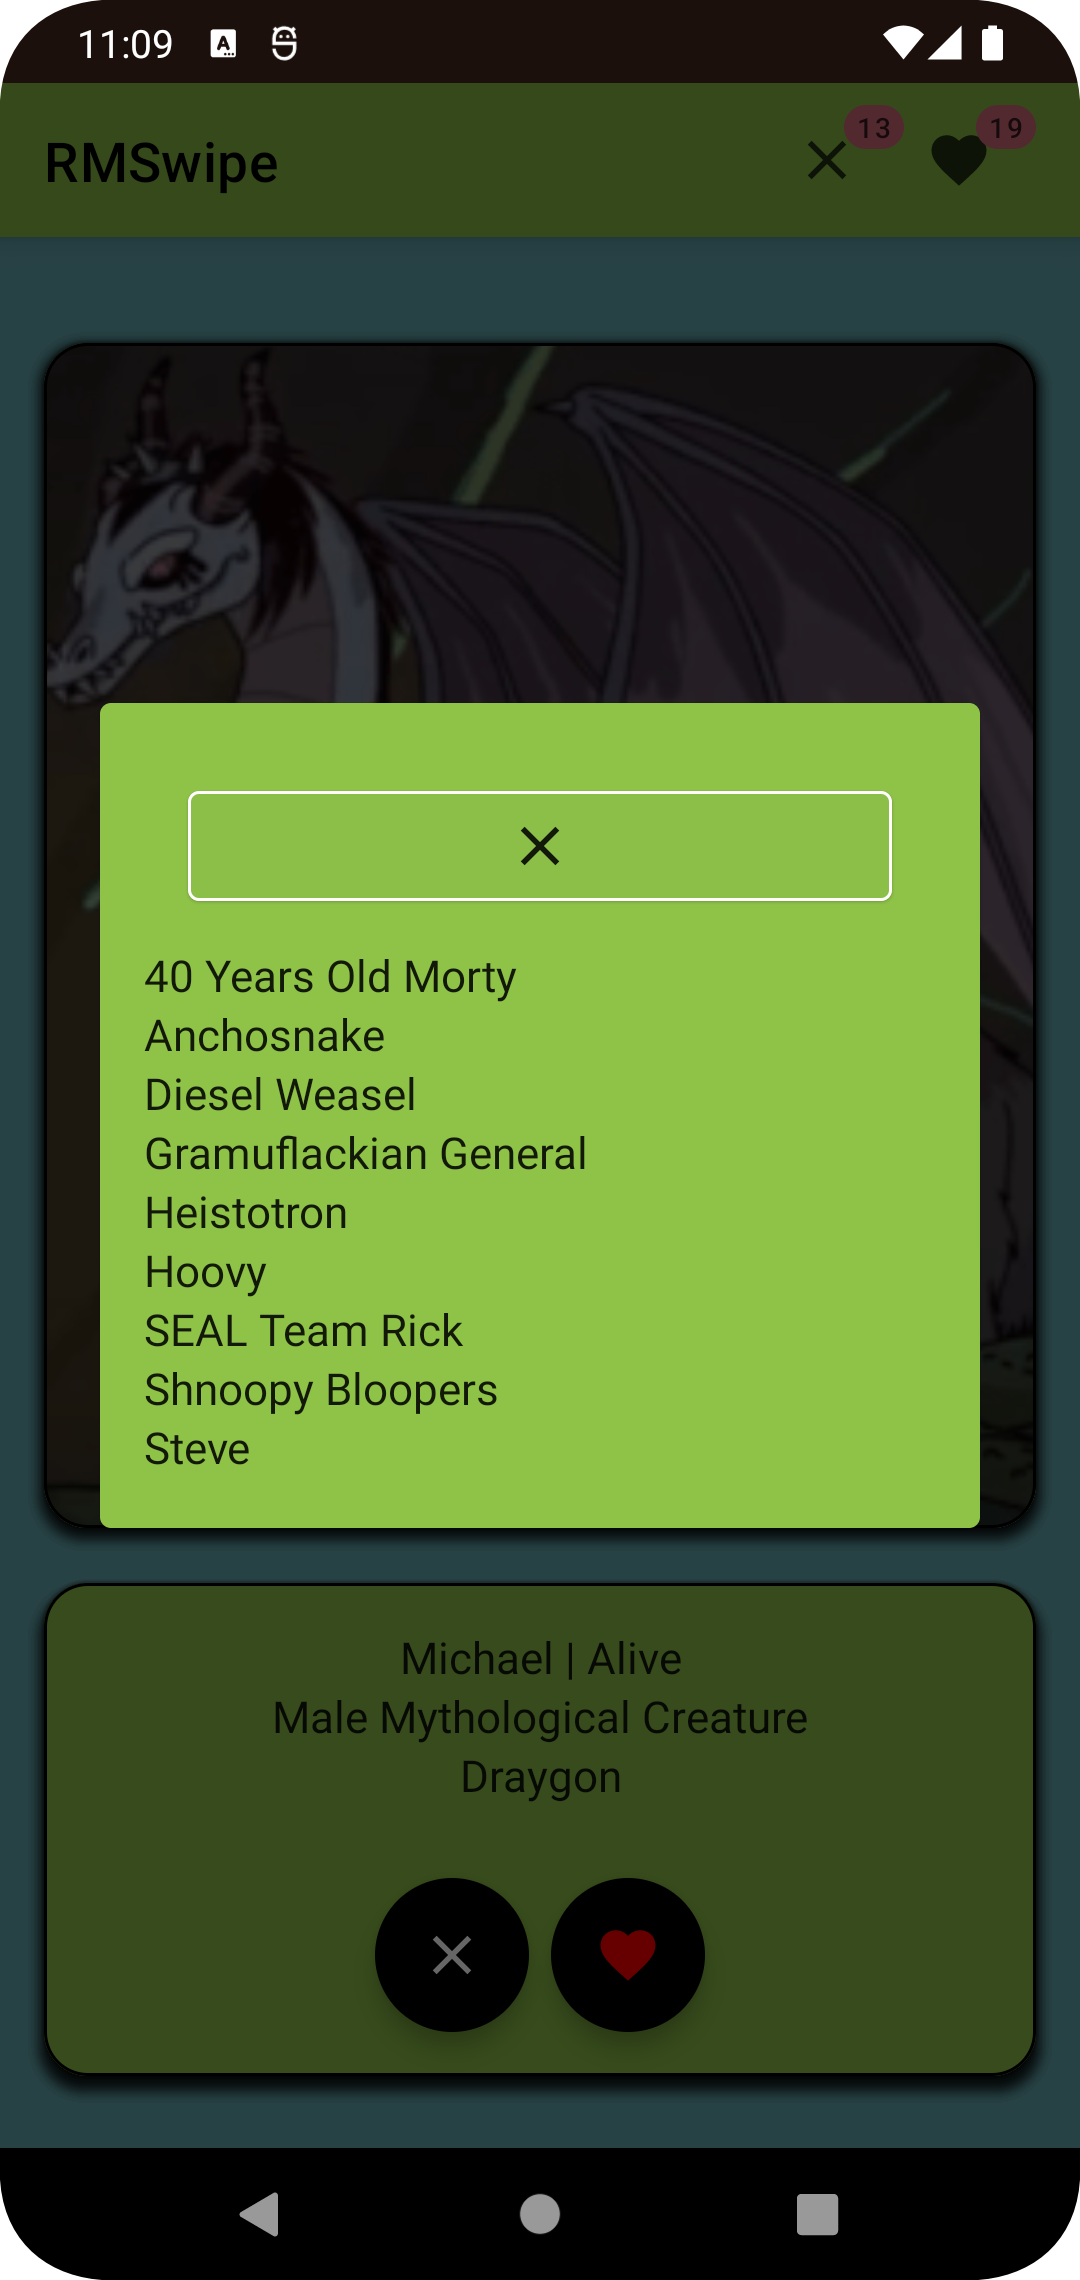 11:09
RMSwipe
13
19
40 Years Old Morty
Anchosnake
Diesel Weasel
Gramuflackian General
Heistotron
Hoovy
SEAL Team Rick
Shnoopy Bloopers
Steve
Michael | Alive
Male Mythological Creature
Draygon